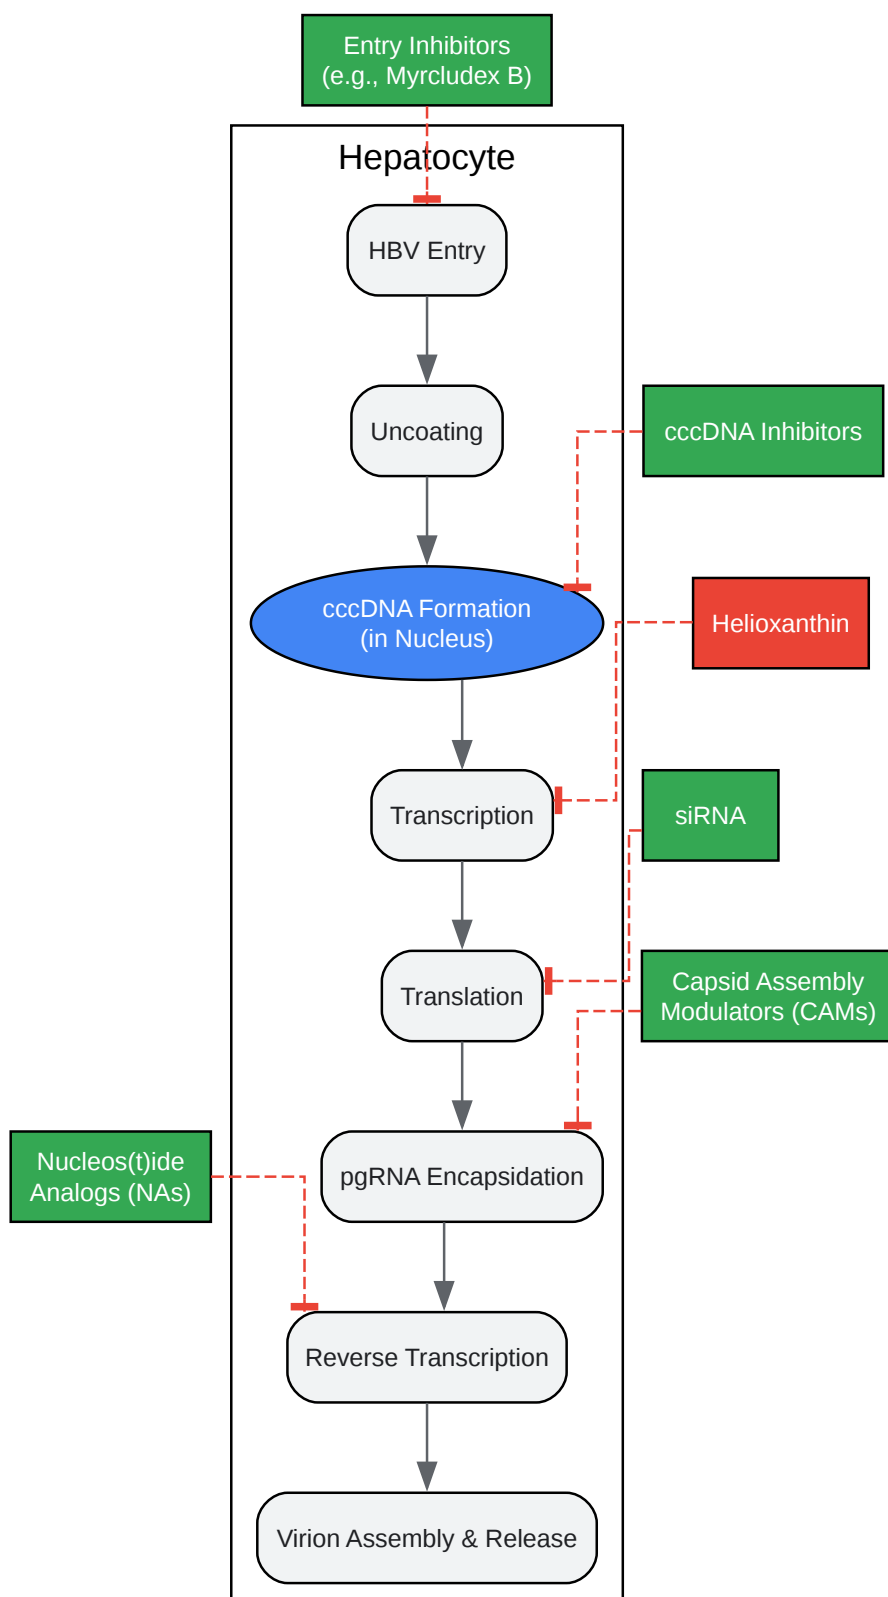 Entry Inhibitors
(e.g., Myrcludex B)
Hepatocyte
HBV Entry
Uncoating
cccDNA Inhibitors
cccDNA Formation
(in Nucleus)
Helioxanthin
Transcription
siRNA
Translation
Capsid Assembly
Modulators (CAMs)
Nucleos(t)ide
Analogs (NAs)
pgRNA Encapsidation
Reverse Transcription
Virion Assembly & Release